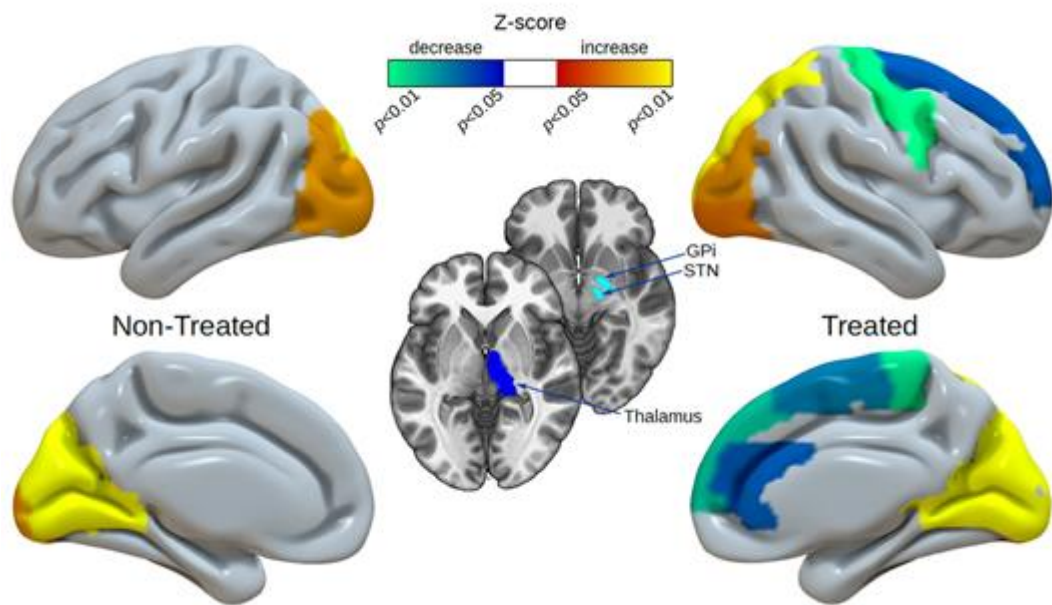 Z-score
decrease increase
p<0.01 p<0.05 p<0.05 p<0.01
GPi
STN
Non-Treated Treated
Thalamus